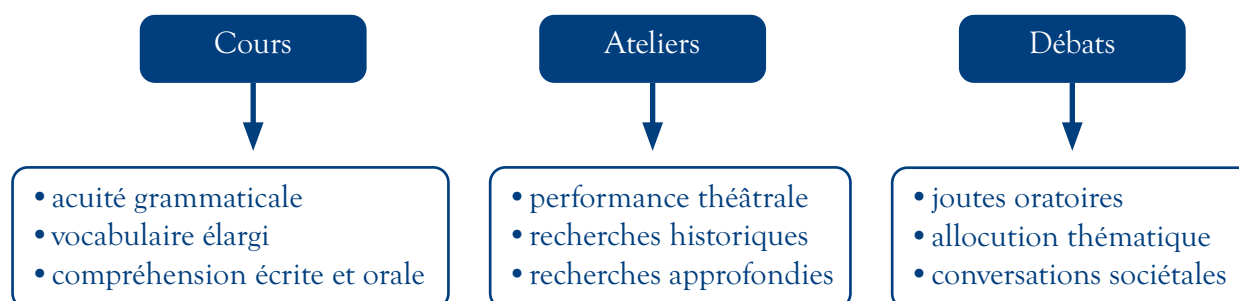 Cours
• acuité grammaticale
• vocabulaire élargi
• compréhension écrite et orale
Ateliers
• performance théâtrale
• recherches historiques
• recherches approfondies
Débats
• joutes oratoires
• allocution thématique
• conversations sociétales